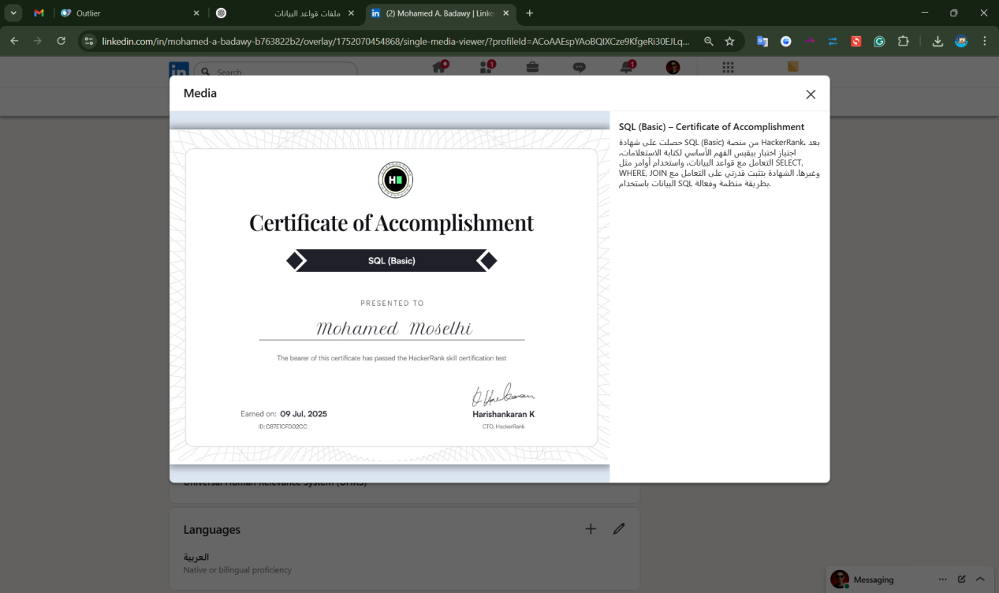 Outlier
ملفات قواعد البيانات
(2) Mohamed A. Badawy | Linke
linkedin.com/in/mohamed-a-badawy-b763822b2/overlay/1752070454868/single-media-viewer/?profileId=ACoAAEspYAoBQIXCze9KfgeRi30EJLq...
in
Search
1
1
Media
SQL (Basic) – Certificate of Accomplishment
حصلت على شهادة SQL (Basic) من منصة HackerRank، بعد
اجتياز اختبار بيقيس الفهم الأساسي لكتابة الاستعلامات،
التعامل مع قواعد البيانات، واستخدام أوامر مثل SELECT,
WHERE, JOIN وغيرها. الشهادة بتثبت قدرتي على التعامل مع
البيانات باستخدام SQL بطريقة منظمة وفعالة.
H
Certificate of Accomplishment
SQL (Basic)
PRESENTED TO
Mohamed Moselhi
The bearer of this certificate has passed the HackerRank skill certification test
Earned on: 09 Jul, 2025
ID: C87E1CFD02CC
Harishankaran K
CTO, HackerRank
Universal Human Relevance System (UHRS)
Languages
العربية
Native or bilingual proficiency
Messaging